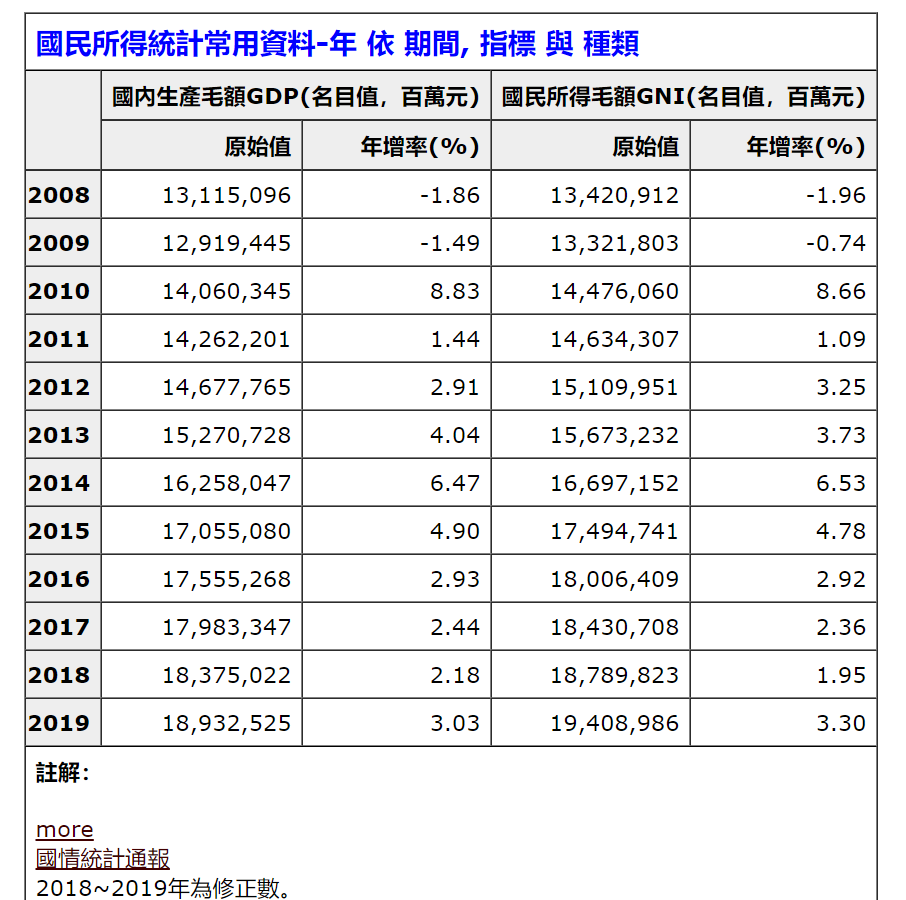 國民所得統計常用資料-年 依 期間, 指標 與 種類
國內生產毛額GDP(名目值，百萬元) 國民所得毛額GNI(名目值，百萬元)
原始值 年增率(%) 原始值 年增率(%)
2008 13,115,096 -1.86 13,420,912 -1.96
2009 12,919,445 -1.49 13,321,803 -0.74
2010 14,060,345 8.83 14,476,060 8.66
2011 14,262,201 1.44 14,634,307 1.09
2012 14,677,765 2.91 15,109,951 3.25
2013 15,270,728 4.04 15,673,232 3.73
2014 16,258,047 6.47 16,697,152 6.53
2015 17,055,080 4.90 17,494,741 4.78
2016 17,555,268 2.93 18,006,409 2.92
2017 17,983,347 2.44 18,430,708 2.36
2018 18,375,022 2.18 18,789,823 1.95
2019 18,932,525 3.03 19,408,986 3.30
註解：
more
國情統計通報
2018~2019年為修正數。